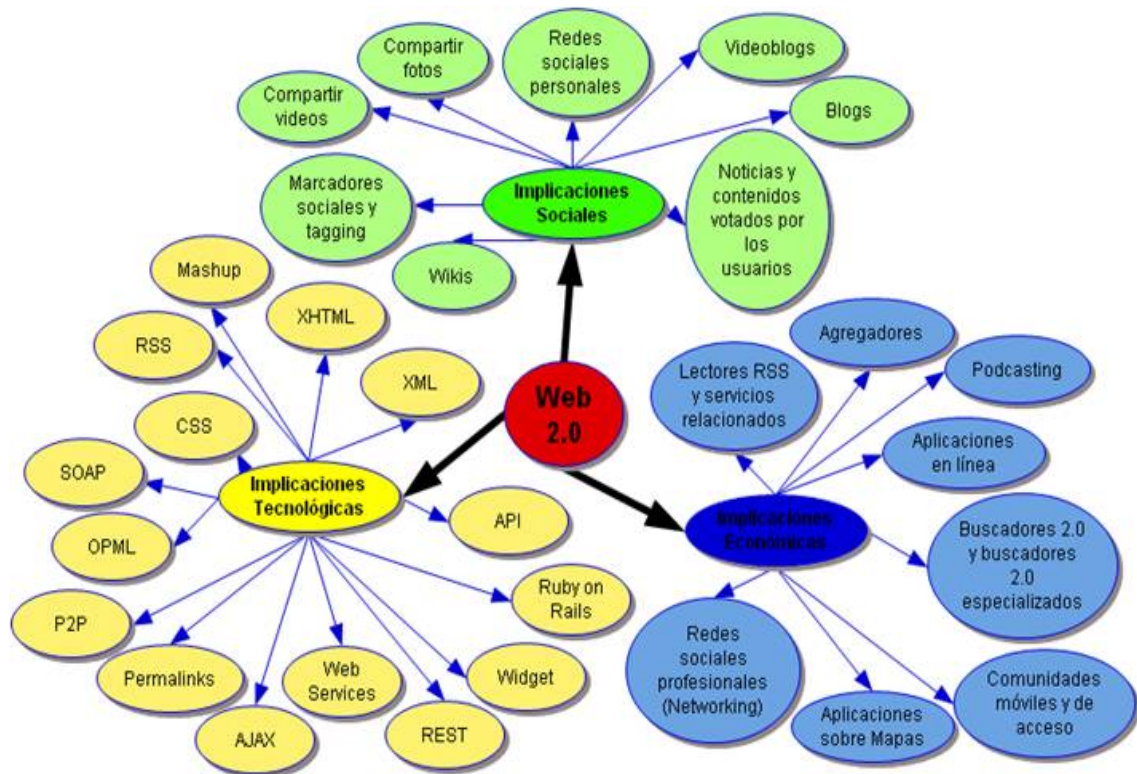 Compartir
fotos
Redes
sociales
personales
Videoblogs
Compartir
videos
Blogs
Marcadores
sociales y
tagging
Implicaciones
Sociales
Noticias y
contenidos
votados por
los
usuarios
Wikis
Mashup
XHTML
RSS
XML
CSS
SOAP
Implicaciones
Tecnológicas
OPML
API
P2P
Ruby on
Rails
Permalinks
Web
Services
Widget
AJAX
REST
Web
2.0
Agregadores
Lectores RSS
y servicios
relacionados
Podcasting
Aplicaciones
en línea
Implicaciones
Económicas
Buscadores 2.0
y buscadores
2.0
especializados
Redes
sociales
profesionales
(Networking)
Aplicaciones
sobre Mapas
Comunidades
móviles y de
acceso